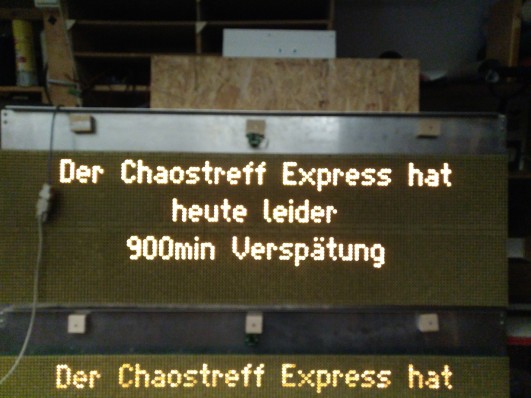 Der Chaostreff Express hat
heute leider
900min Verspätung
Der Chaostreff Express hat